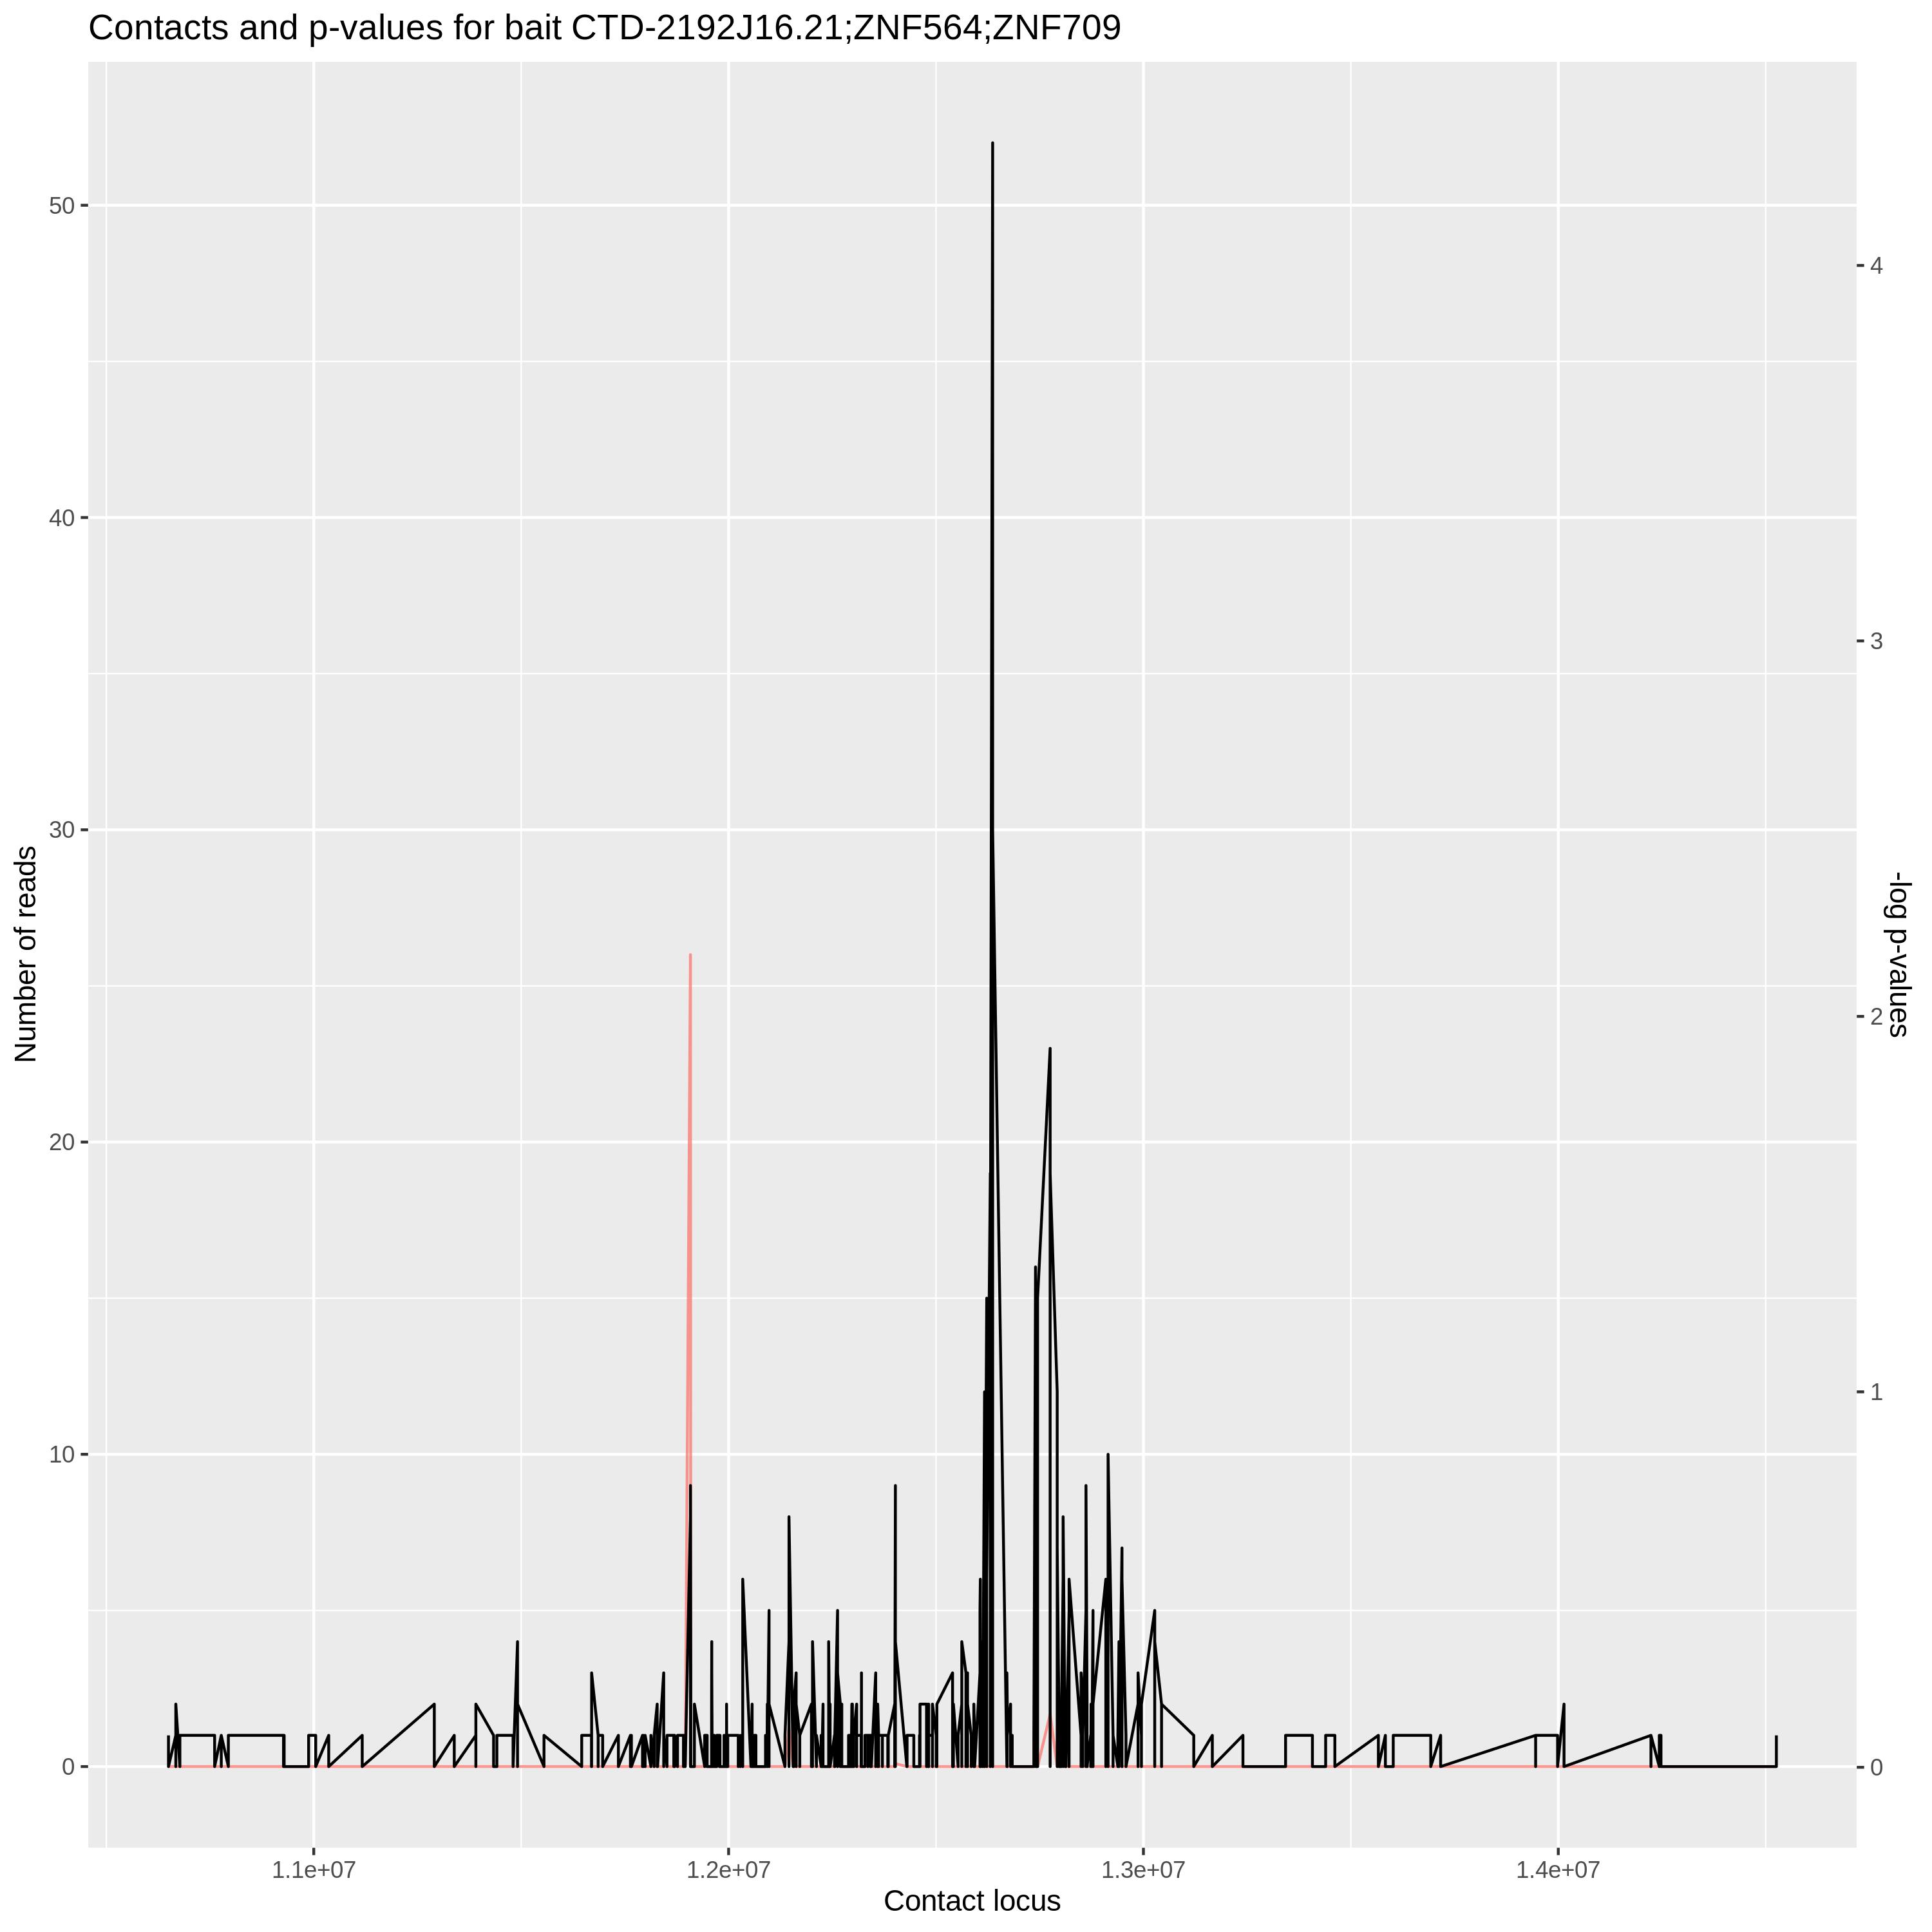 Contacts and p-values for bait CTD-2192J16.21;ZNF564;ZNF709
50
40
30
20
10
0
Number of reads
4
3
2
1
0
-log p-values
1.1e+07 1.2e+07 1.3e+07 1.4e+07
Contact locus